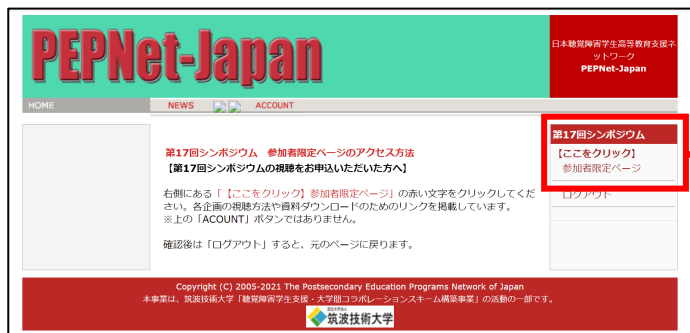 PEPNet-Japan
日本聴覚障害学生高等教育支援ネ
ットワーク
PEPNet-Japan
HOME
NEWS ACCOUNT
第17回シンポジウム 参加者限定ページのアクセス方法
【第17回シンポジウムの視聴をお申込いただいた方へ】
右側にある「【ここをクリック】参加者限定ページ」の赤い文字をクリックしてくだ
さい。各企画の視聴方法や資料ダウンロードのためのリンクを掲載しています。
※上の「ACOUNT」ボタンではありません。
確認後は「ログアウト」すると、元のページに戻ります。
第17回シンポジウム
【ここをクリック】
参加者限定ページ
ログアウト
Copyright (C) 2005-2021 The Postsecondary Education Programs Network of Japan
本事業は、筑波技術大学「聴覚障害学生支援・大学間コラボレーションスキーム構築事業」の活動の一部です。
筑波技術大学